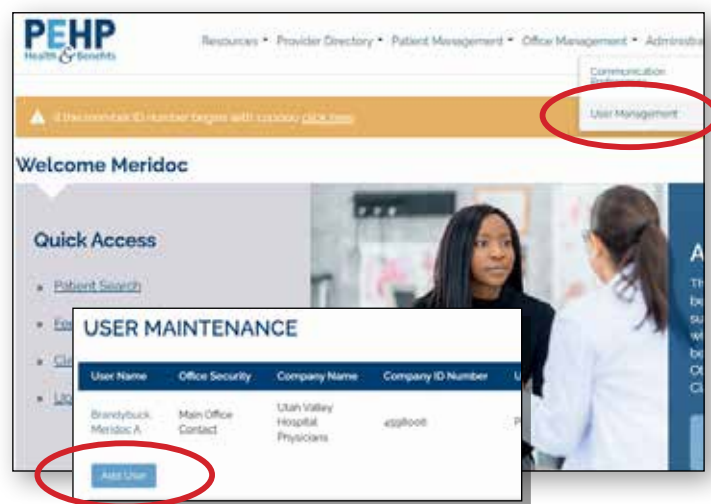 PEHP
Health & Benefits
Resources Provider Directory Patient Management Office Management Administra
Communication
Preferences
User Management
If the member ID number begins with click here
Welcome Meridoc
Quick Access
Patient Search
A
USER MAINTENANCE
User Name Office Security Company Name Company ID Number U
Brandybuck, Meridoc A
Main Office Contact
Utah Valley Hospital Physicians
P
Add User